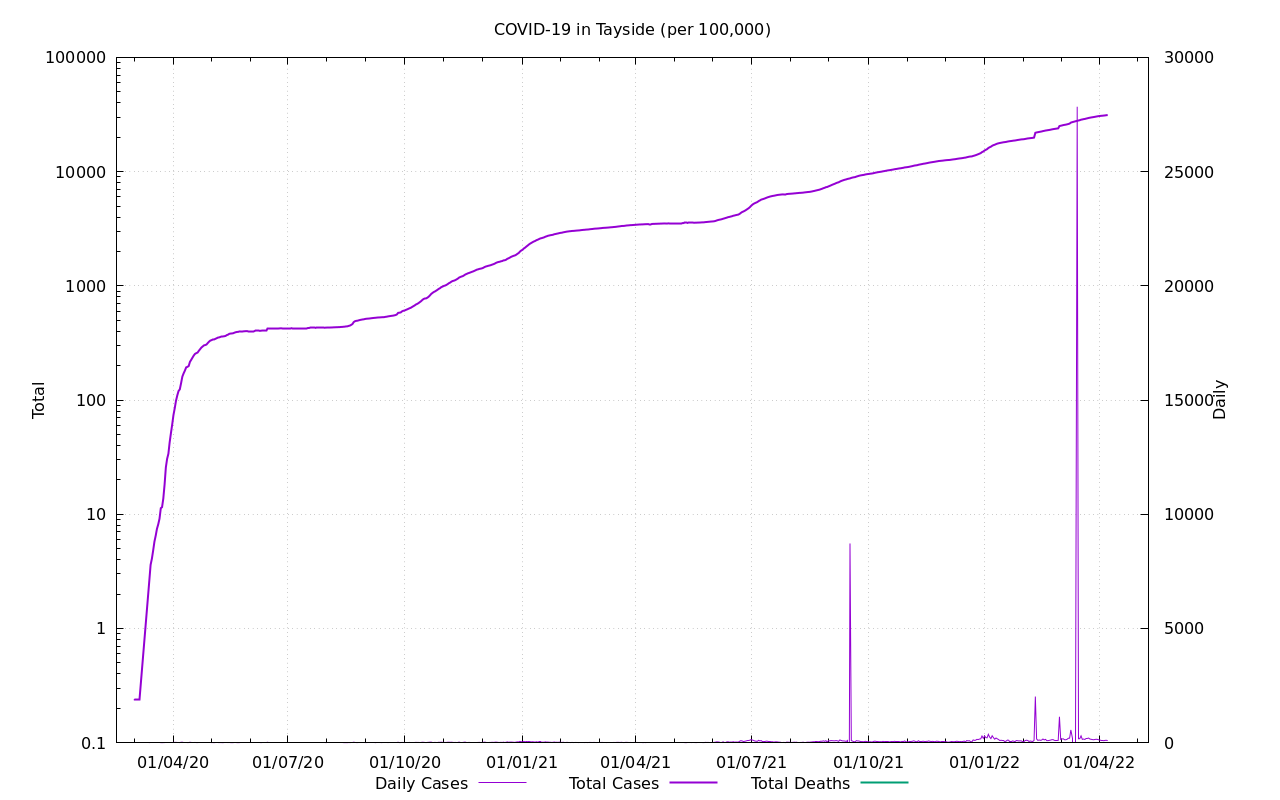 COVID-19 in Tayside (per 100,000)
100000
10000
1000
100
10
1
0.1
Total
30000
25000
20000
15000
10000
5000
0
Daily
01/04/20 01/07/20 01/10/20 01/01/21 01/04/21 01/07/21 01/10/21 01/01/22 01/04/22
Daily Cases Total Cases Total Deaths